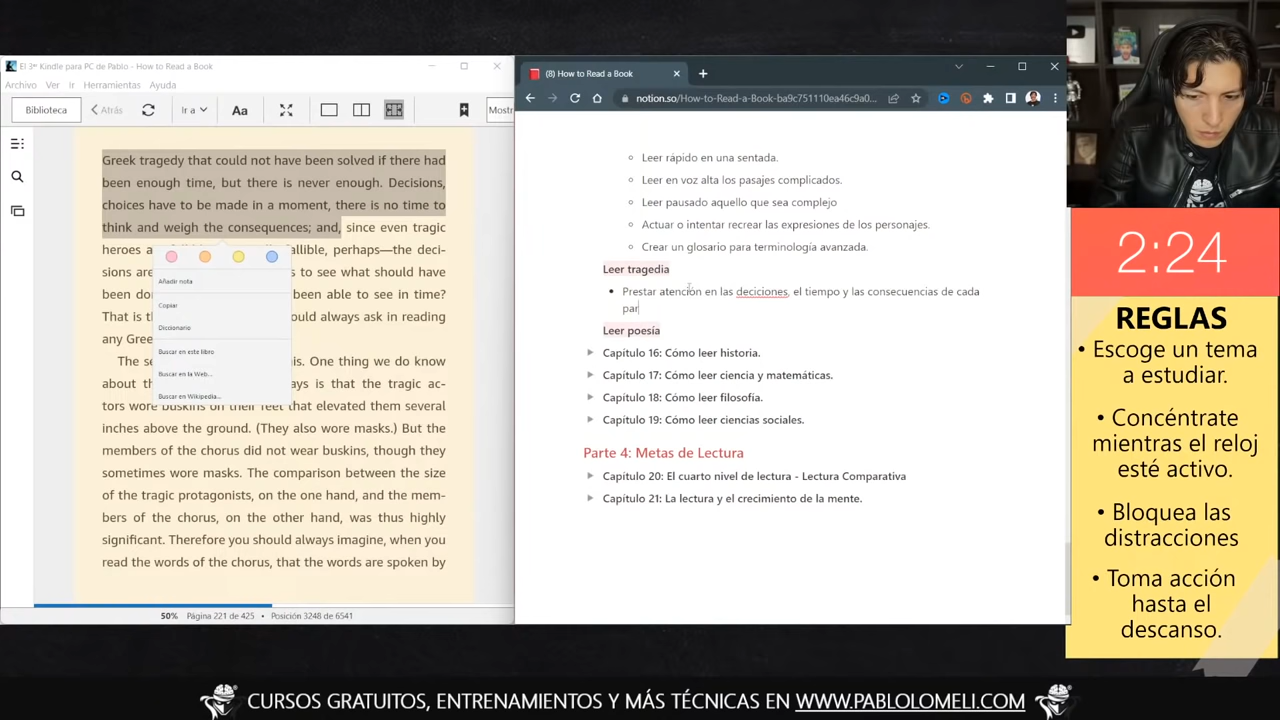 El 3er Kindle para PC de Pablo - How to Read a Book
Archivo Ver Ir Herramientas Ayuda
Biblioteca Atrás Ir a Aa Mostr
Greek tragedy that could not have been solved if there had
been enough time, but there is never enough. Decisions,
choices have to be made in a moment, there is no time to
think and weigh the consequences; and, since even tragic
heroes a llible, perhaps—the deci-
sions are s to see what should have
been do been able to see in time?
That is th ould always ask in reading
any Gree
The se is. One thing we do know
about th ys is that the tragic ac-
tors wore buskins on their feet that elevated them several
inches above the ground. (They also wore masks.) But the
members of the chorus did not wear buskins, though they
sometimes wore masks. The comparison between the size
of the tragic protagonists, on the one hand, and the mem-
bers of the chorus, on the other hand, was thus highly
significant. Therefore you should always imagine, when you
read the words of the chorus, that the words are spoken by
Añadir nota
Copiar
Diccionario
Buscar en este libro
Buscar en la Web...
Buscar en Wikipedia...
50% Página 221 de 425 • Posición 3248 de 6541
(8) How to Read a Book
notion.so/How-to-Read-a-Book-ba9c751110ea46c9a0...
Leer rápido en una sentada.
Leer en voz alta los pasajes complicados.
Leer pausado aquello que sea complejo
Actuar o intentar recrear las expresiones de los personajes.
Crear un glosario para terminología avanzada.
Leer tragedia
Prestar atención en las deciciones, el tiempo y las consecuencias de cada
par
Leer poesía
Capítulo 16: Cómo leer historia.
Capítulo 17: Cómo leer ciencia y matemáticas.
Capítulo 18: Cómo leer filosofía.
Capítulo 19: Cómo leer ciencias sociales.
Parte 4: Metas de Lectura
Capítulo 20: El cuarto nivel de lectura - Lectura Comparativa
Capítulo 21: La lectura y el crecimiento de la mente.
2:24
REGLAS
• Escoge un tema
a estudiar.
• Concéntrate
mientras el reloj
esté activo.
• Bloquea las
distracciones
• Toma acción
hasta el
descanso.
CURSOS GRATUITOS, ENTRENAMIENTOS Y MÁS TÉCNICAS EN WWW.PABLOLOMELI.COM